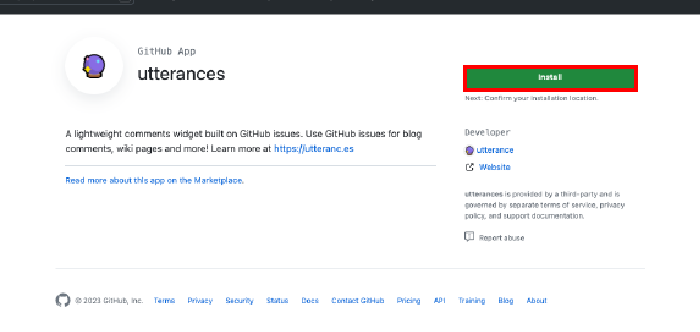 GitHub App
utterances
Install
Next: Confirm your installation location.
A lightweight comments widget built on GitHub issues. Use GitHub issues for blog
comments, wiki pages and more! Learn more at https://utteranc.es
Read more about this app on the Marketplace.
Developer
utterance
Website
utterances is provided by a third-party and is
governed by separate terms of service, privacy
policy, and support documentation.
Report abuse
© 2023 GitHub, Inc. Terms Privacy Security Status Docs Contact GitHub Pricing API Training Blog About